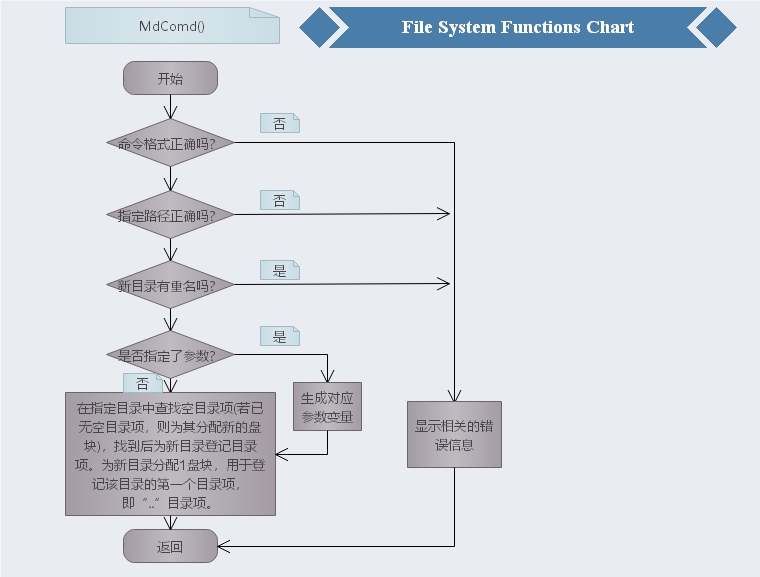 MdComd()
File System Functions Chart
开始
否
命令格式正确吗?
否
指定路径正确吗?
是
新目录有重名吗?
是
是否指定了参数?
否
生成对应
参数变量
在指定目录中查找空目录项(若已
无空目录项，则为其分配新的盘
块)，找到后为新目录登记目录
项。为新目录分配1盘块，用于登
记该目录的第一个目录项，
即“..”目录项。
显示相关的错
误信息
返回